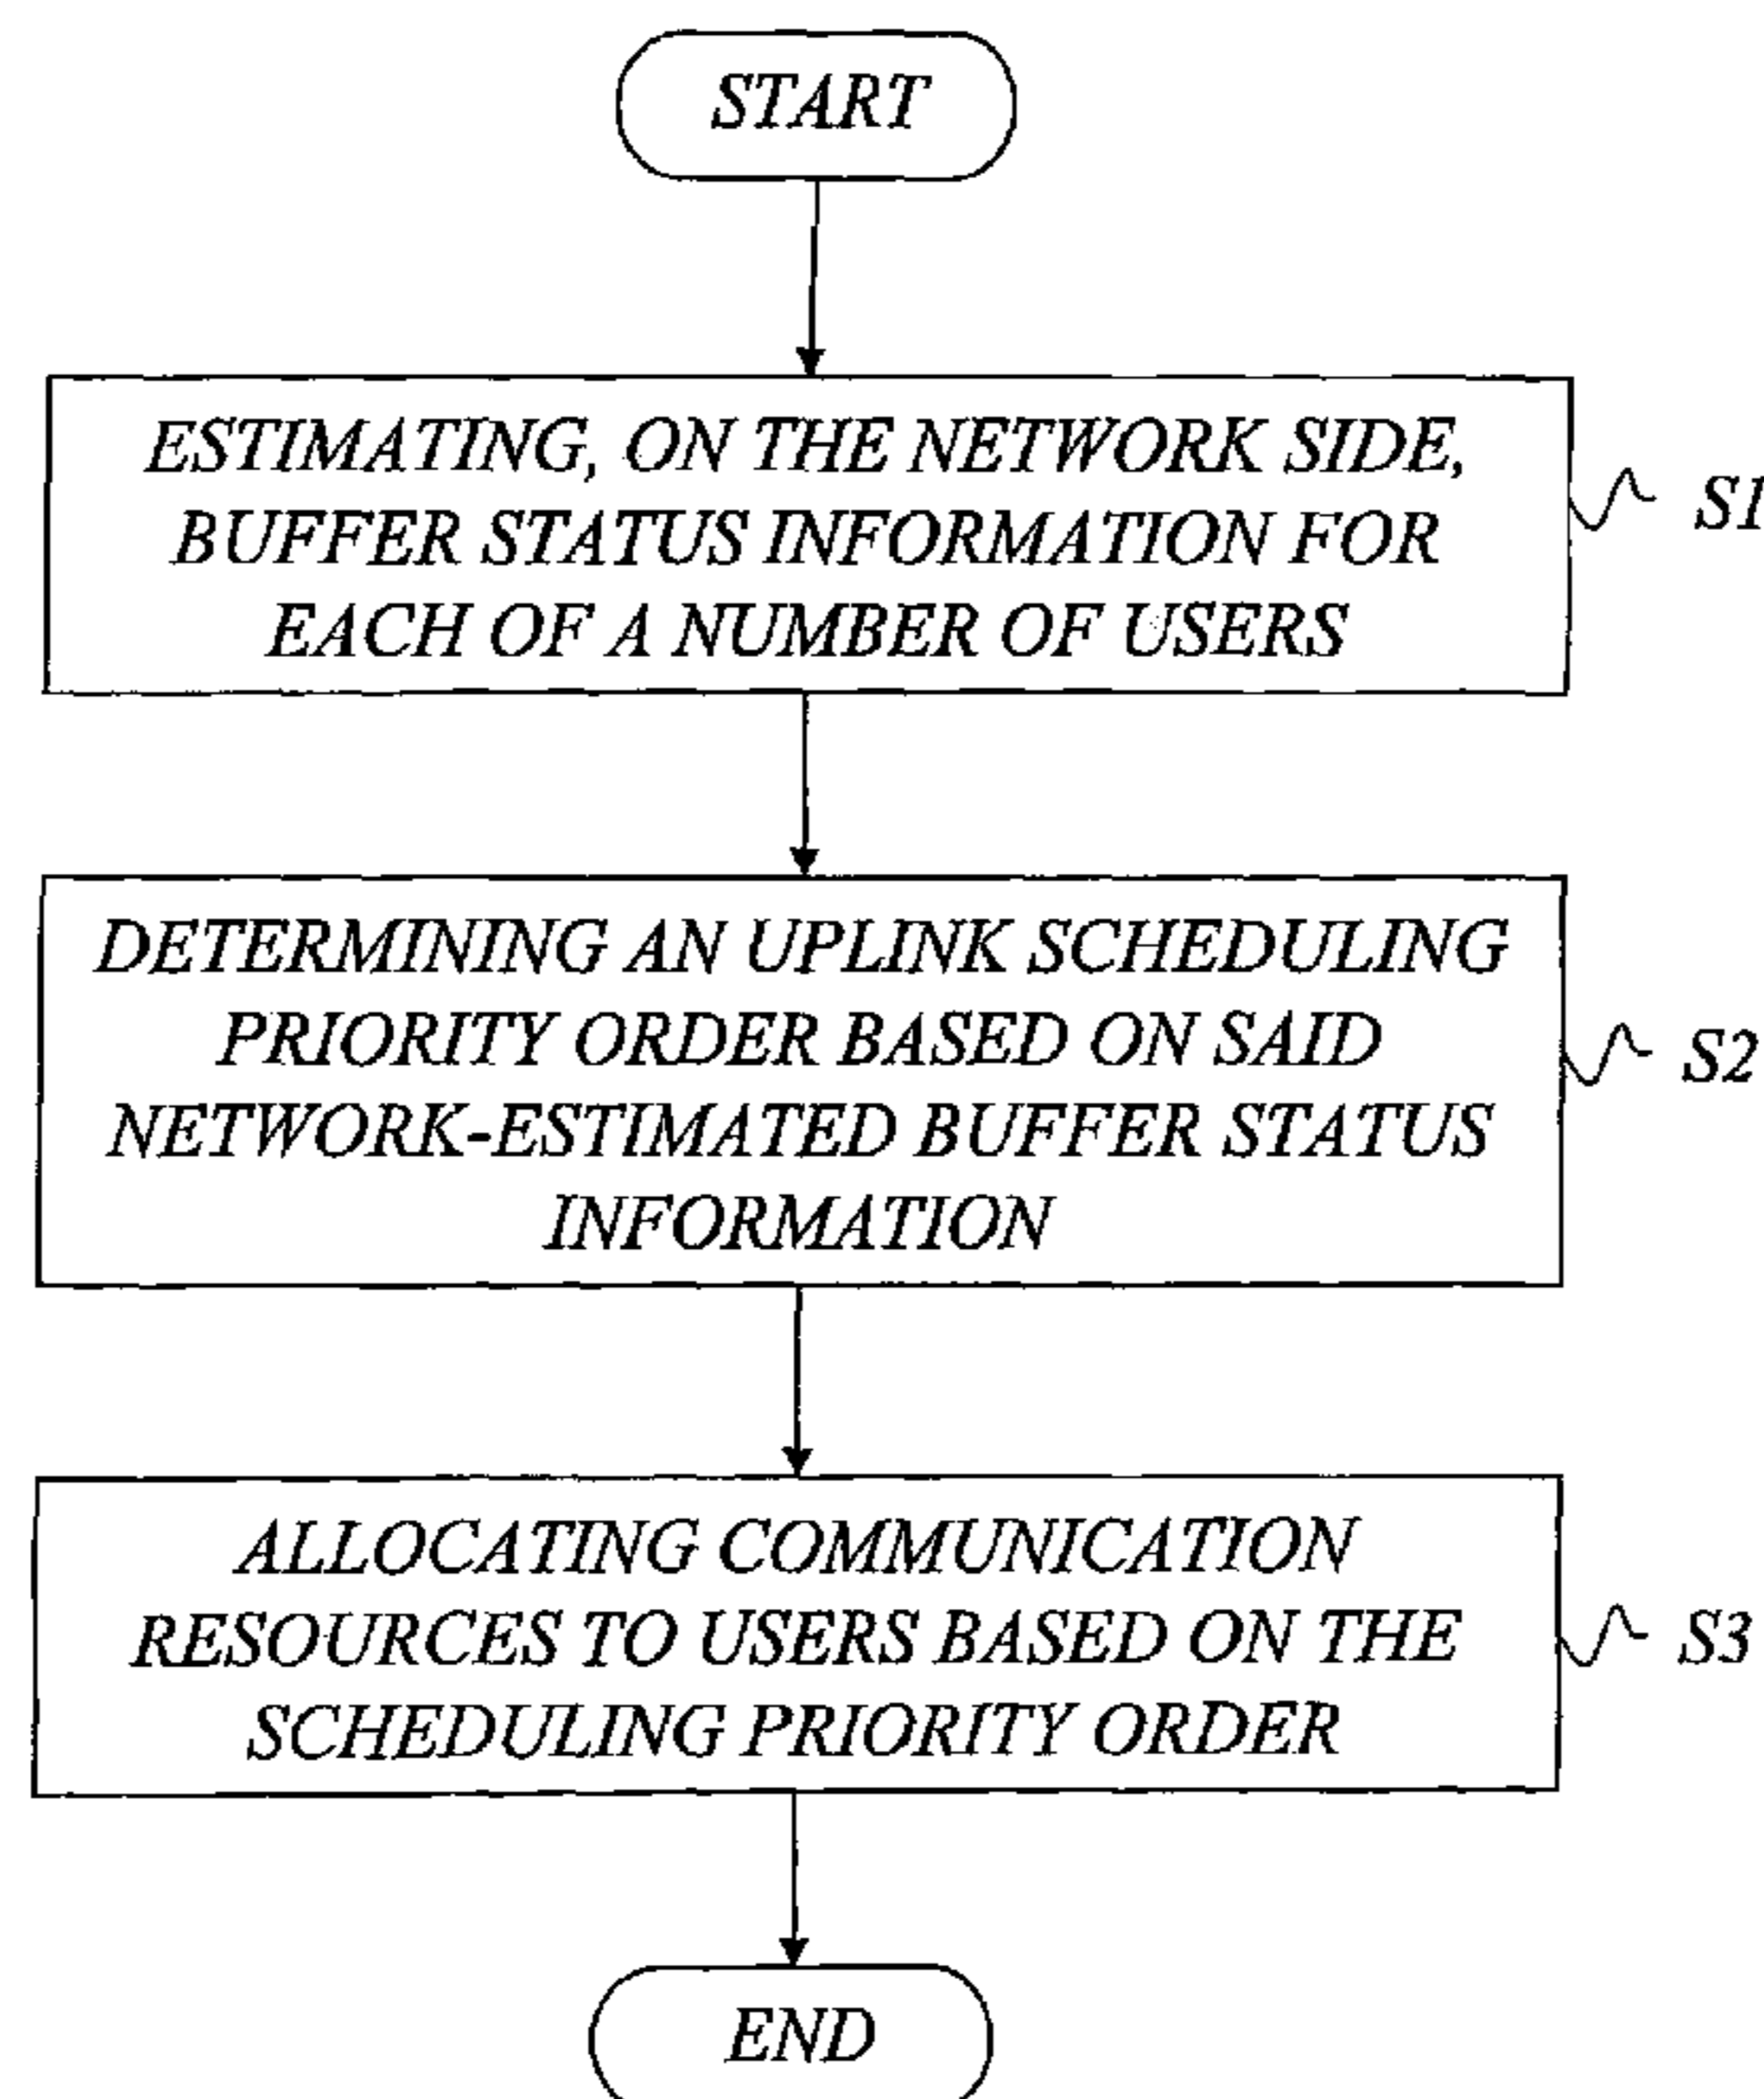 START
ESTIMATING, ON THE NETWORK SIDE,
BUFFER STATUS INFORMATION FOR
EACH OF A NUMBER OF USERS
S1
DETERMINING AN UPLINK SCHEDULING
PRIORITY ORDER BASED ON SAID
NETWORK-ESTIMATED BUFFER STATUS
INFORMATION
S2
ALLOCATING COMMUNICATION
RESOURCES TO USERS BASED ON THE
SCHEDULING PRIORITY ORDER
S3
END